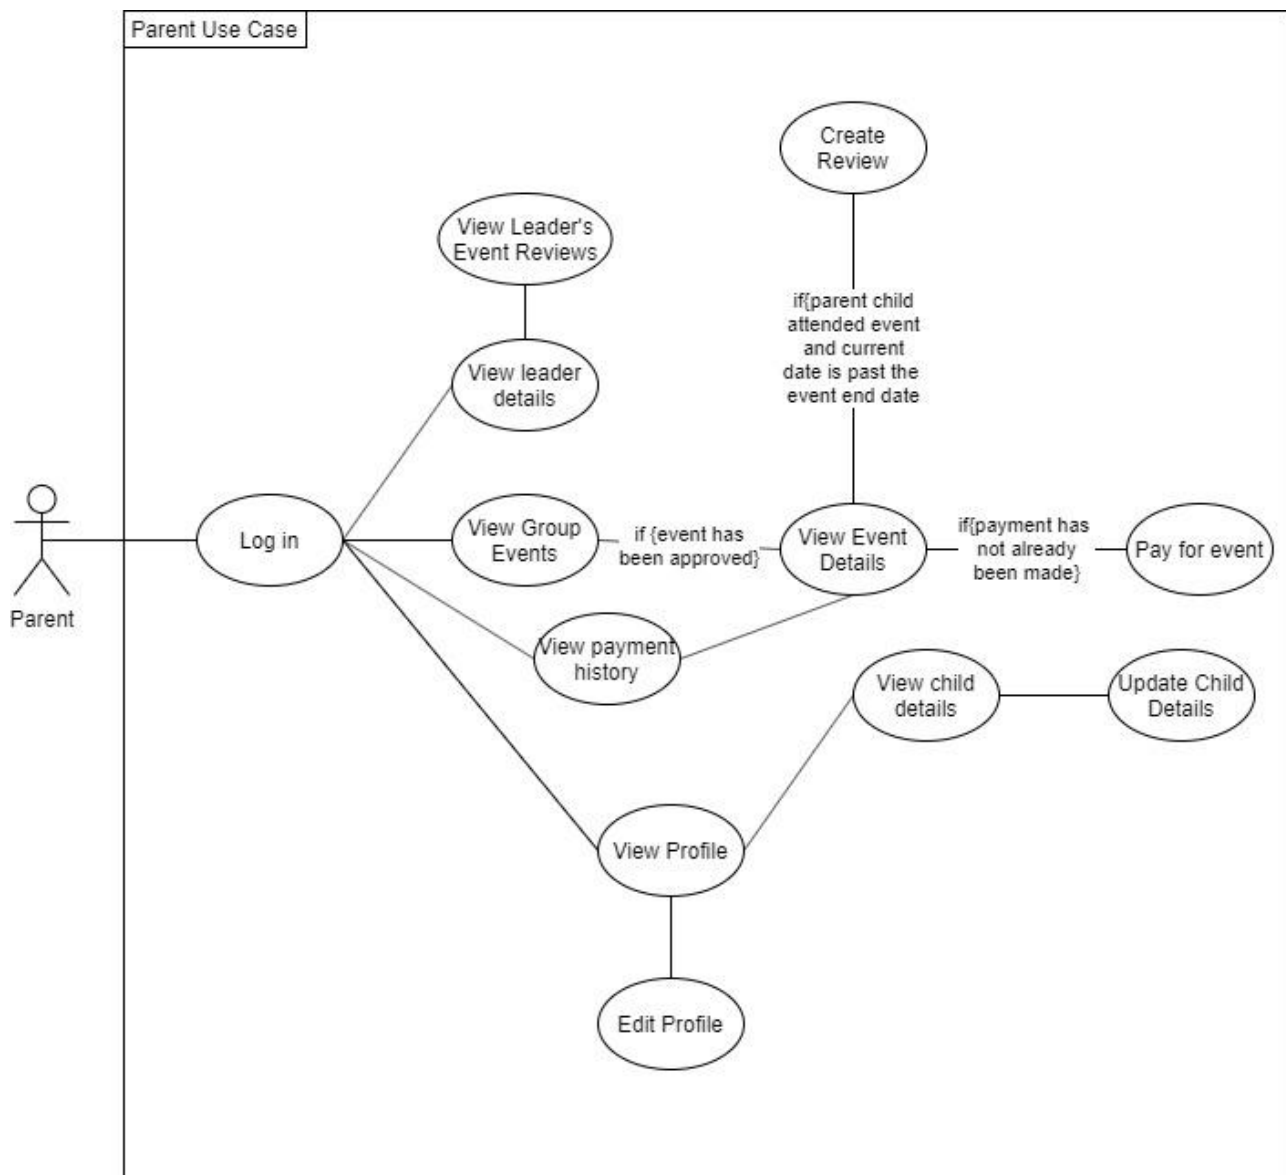 Parent Use Case
Create
Review
View Leader's
Event Reviews
if{parent child
attended event
and current
date is past the
event end date
View leader
details
Log in
View Group
Events
if {event has
been approved}
View Event
Details
if{payment has
not already
been made}
Pay for event
Parent
View payment
history
View child
details
Update Child
Details
View Profile
Edit Profile